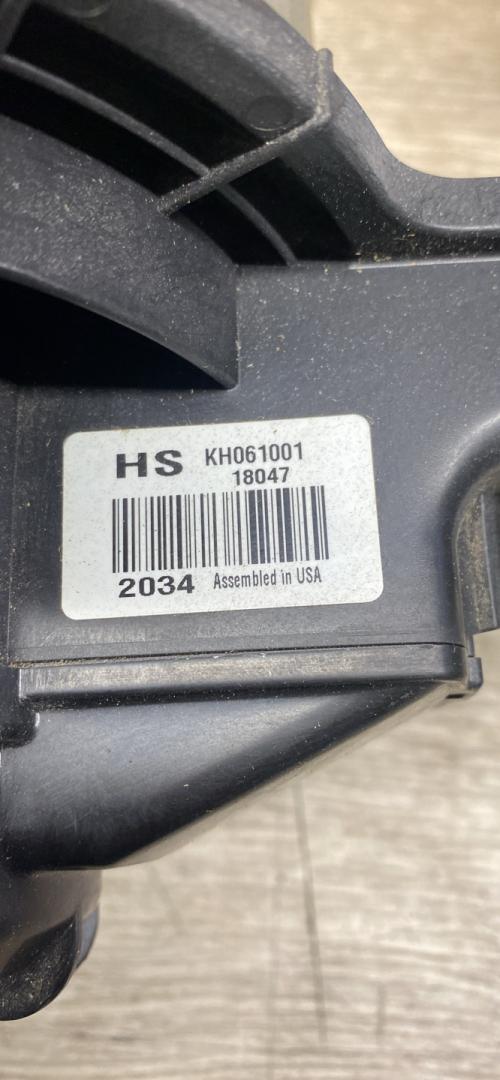 HS KH061001
18047
2034 Assembled in USA